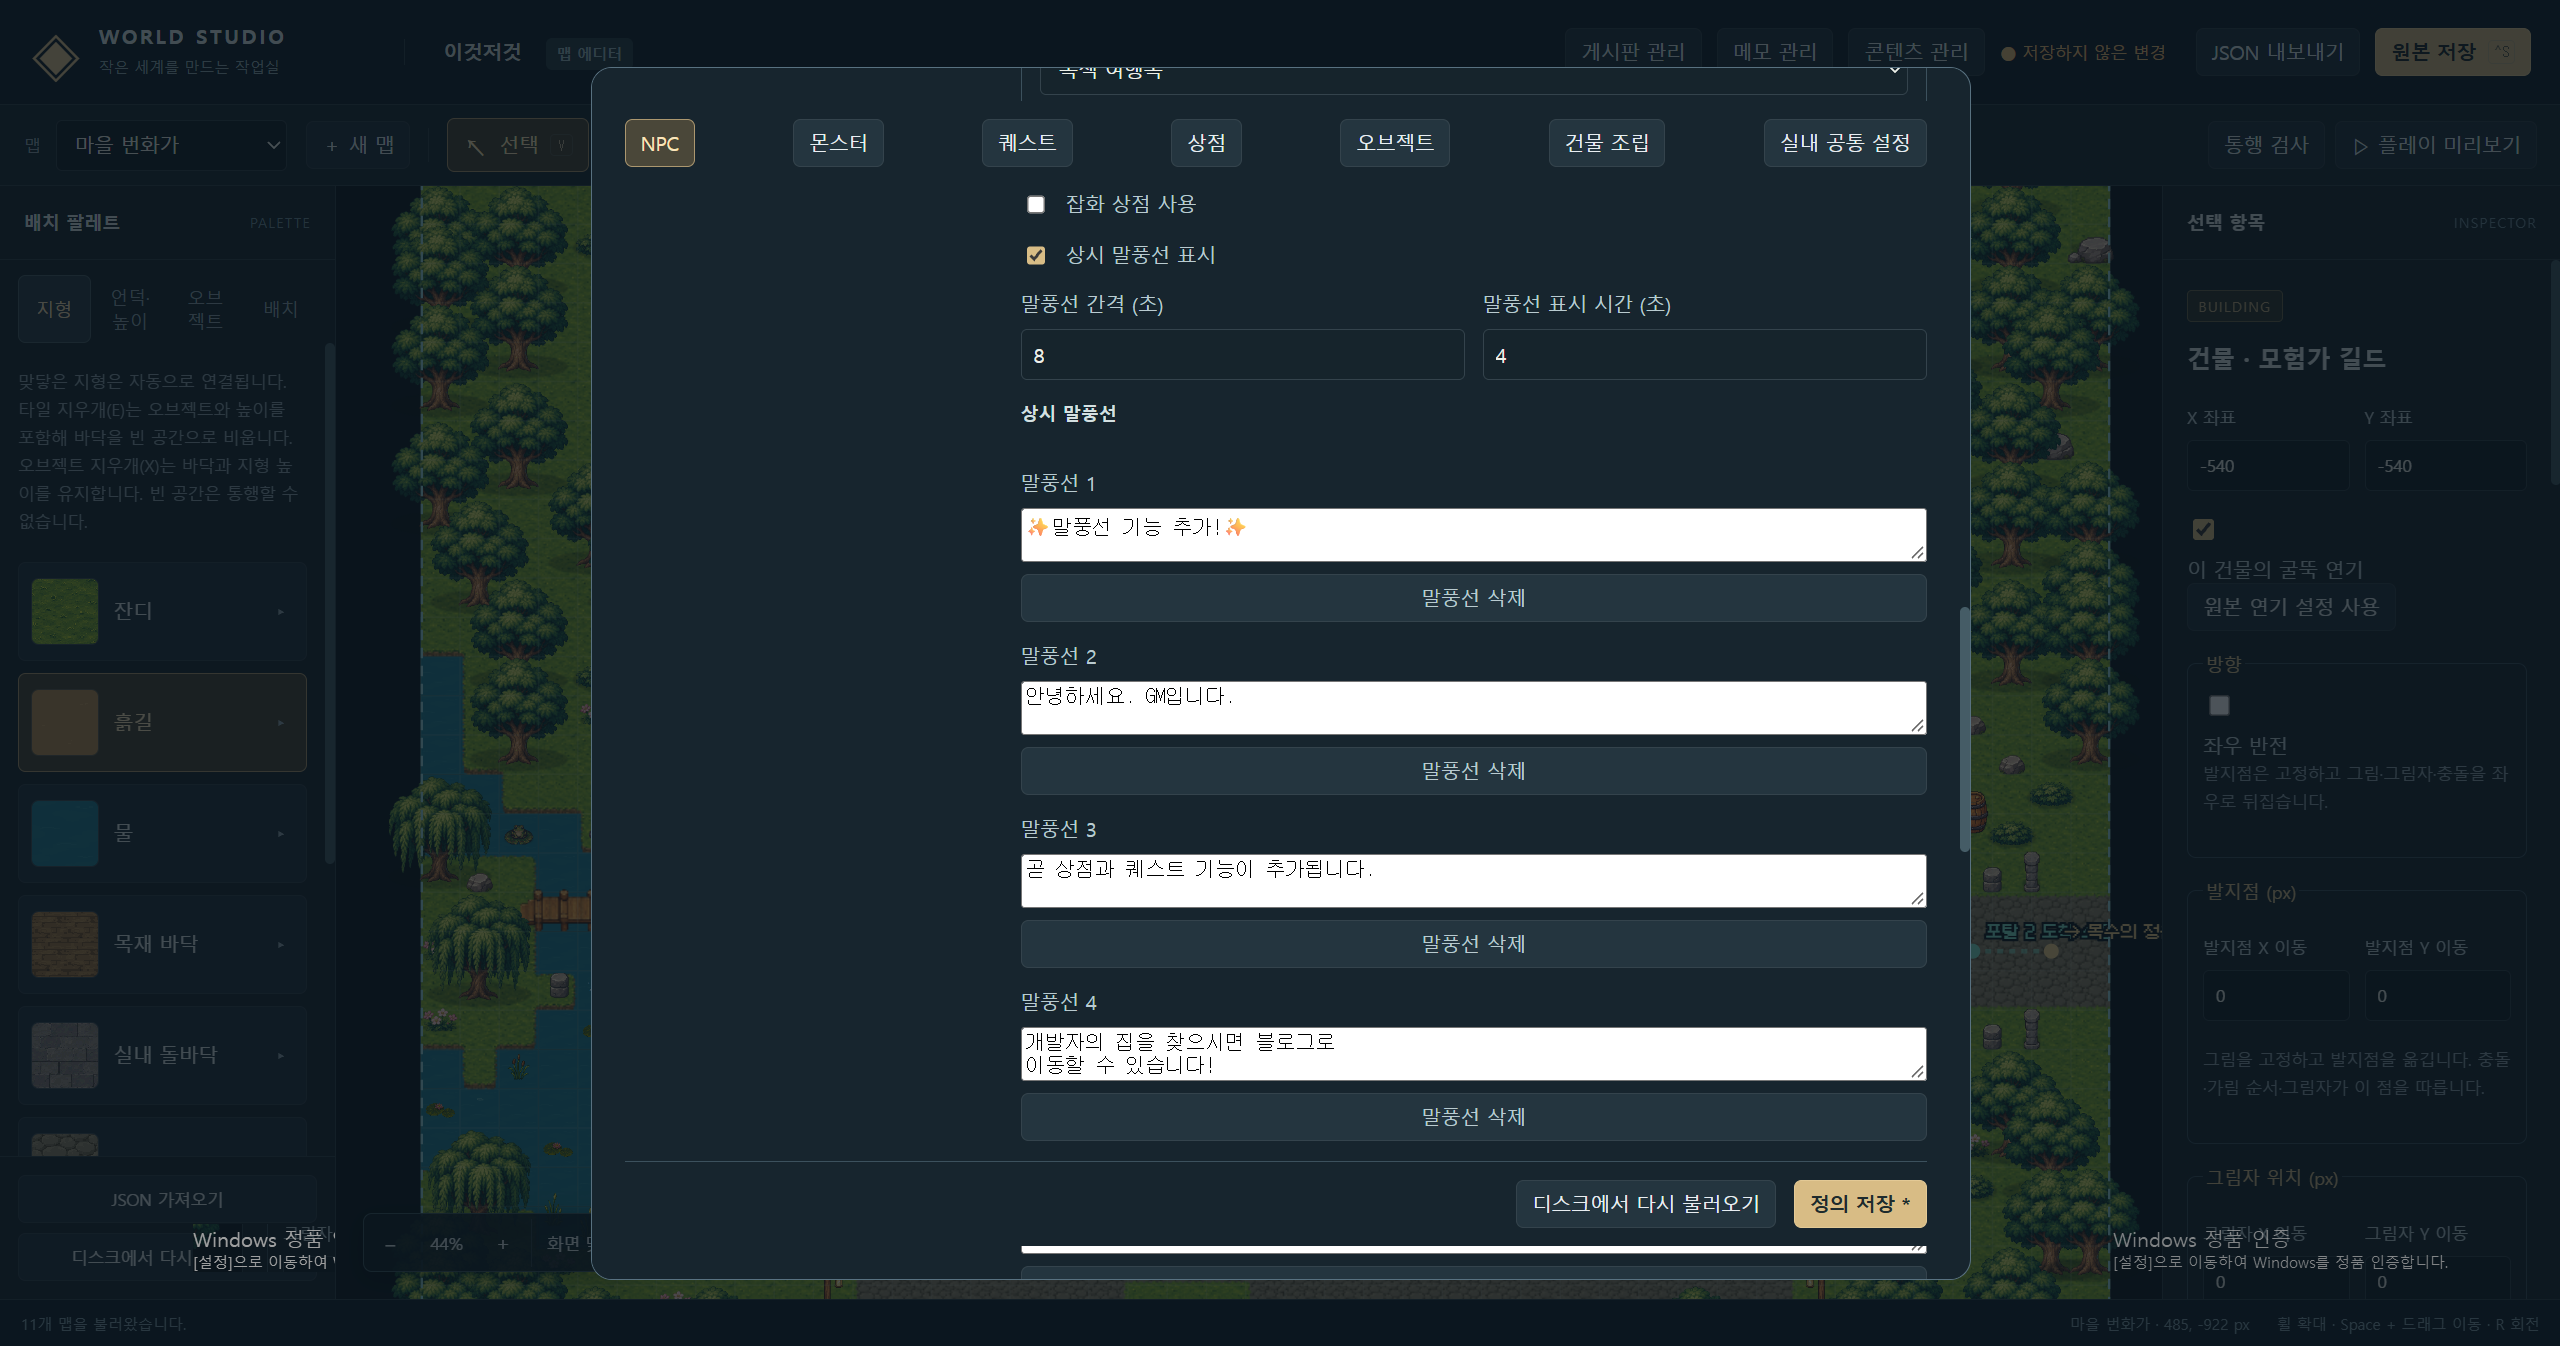 WORLD STUDIO
작은 세계를 만드는 작업실
이것저것
맵 에디터
게시판 관리
메모 관리
콘텐츠 관리
저장하지 않은 변경
JSON 내보내기
원본 저장 ^S
맵
마을 번화가
+ 새 맵
선택 V
통행 검사
플레이 미리보기
배치 팔레트
PALETTE
지형
언덕·
높이
오브
젝트
배치
맞닿은 지형은 자동으로 연결됩니다.
타일 지우개(E)는 오브젝트와 높이를
포함해 바닥을 빈 공간으로 비웁니다.
오브젝트 지우개(X)는 바닥과 지형 높
이를 유지합니다. 빈 공간은 통행할 수
없습니다.
잔디
흙길
물
목재 바닥
실내 돌바닥
JSON 가져오기
디스크에서 다시
Windows 정품
[설정]으로 이동하여
− 44% +
화면
NPC
몬스터
퀘스트
상점
오브젝트
건물 조립
실내 공통 설정
잡화 상점 사용
상시 말풍선 표시
말풍선 간격 (초)
말풍선 표시 시간 (초)
8
4
상시 말풍선
말풍선 1
✨말풍선 기능 추가!✨
말풍선 삭제
말풍선 2
안녕하세요. GM입니다.
말풍선 삭제
말풍선 3
곧 상점과 퀘스트 기능이 추가됩니다.
말풍선 삭제
말풍선 4
개발자의 집을 찾으시면 블로그로
이동할 수 있습니다!
말풍선 삭제
디스크에서 다시 불러오기
정의 저장 *
포탈 2 도착
목수의
선택 항목
INSPECTOR
BUILDING
건물 · 모험가 길드
X 좌표
Y 좌표
-540
-540
이 건물의 굴뚝 연기
원본 연기 설정 사용
방향
좌우 반전
발지점은 고정하고 그림·그림자·충돌을 좌
우로 뒤집습니다.
발지점 (px)
발지점 X 이동
발지점 Y 이동
0
0
그림을 고정하고 발지점을 옮깁니다. 충돌
·가림 순서·그림자가 이 점을 따릅니다.
그림자 위치 (px)
그림자 X 이동
그림자 Y 이동
Windows 정품 인증
[설정]으로 이동하여 Windows를 정품 인증합니다.
0
0
11개 맵을 불러왔습니다.
마을 번화가 · 485, -922 px
휠 확대 · Space + 드래그 이동 · R 회전